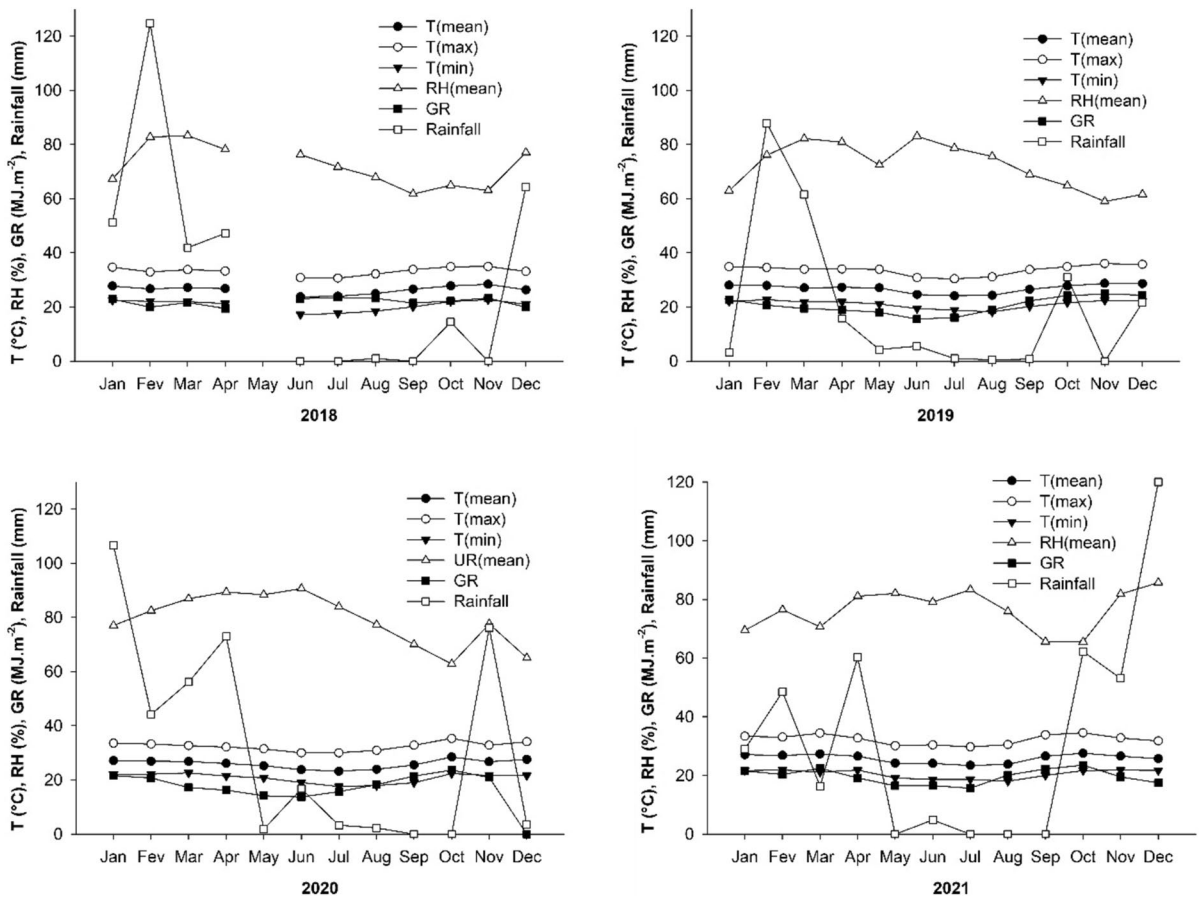 T (°C), RH (%), GR (MJ.m⁻²), Rainfall (mm)
120
100
80
60
40
20
0
T(mean)
T(max)
T(min)
RH(mean)
GR
Rainfall
Jan Fev Mar Apr May Jun Jul Aug Sep Oct Nov Dec
2018
T (°C), RH (%), GR (MJ.m⁻²), Rainfall (mm)
120
100
80
60
40
20
0
T(mean)
T(max)
T(min)
RH(mean)
GR
Rainfall
Jan Fev Mar Apr May Jun Jul Aug Sep Oct Nov Dec
2019
T (°C), RH (%), GR (MJ.m⁻²), Rainfall (mm)
120
100
80
60
40
20
0
T(mean)
T(max)
T(min)
UR(mean)
GR
Rainfall
Jan Fev Mar Apr May Jun Jul Aug Sep Oct Nov Dec
2020
T (°C), RH (%), GR (MJ.m⁻²), Rainfall (mm)
120
100
80
60
40
20
0
T(mean)
T(max)
T(min)
RH(mean)
GR
Rainfall
Jan Fev Mar Apr May Jun Jul Aug Sep Oct Nov Dec
2021